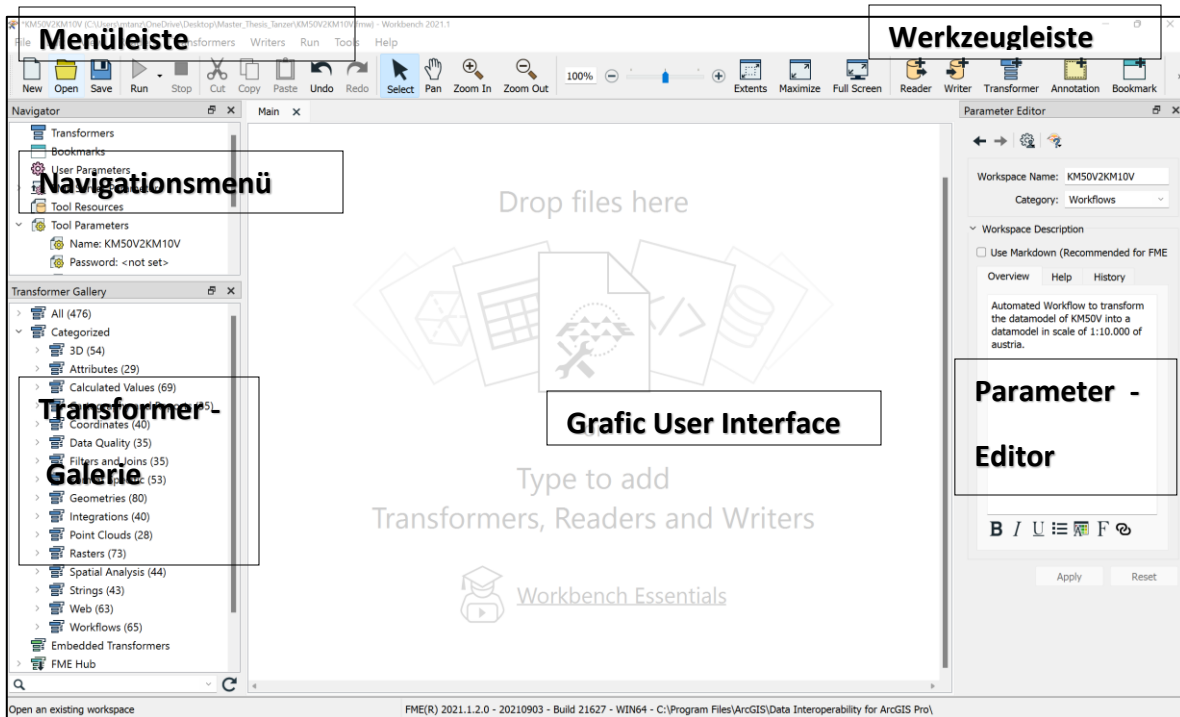 *KM50V2KM10V (C:\Users\mtanz\OneDrive\Desktop\Master_Thesis_Tanzer\KM50V2KM10V.fmw) - Workbench 2021.1
Menüleiste
Werkzeugleiste
File Transformers Writers Run Tools Help
New Open Save Run Stop Cut Copy Paste Undo Redo Select Pan Zoom In Zoom Out 100% Extents Maximize Full Screen Reader Writer Transformer Annotation Bookmark
Navigator
Transformers
Bookmarks
User Parameters
Navigationsmenü
Tool Resources
Tool Parameters
Name: KM50V2KM10V
Password: <not set>
Transformer Gallery
All (476)
Categorized
3D (54)
Attributes (29)
Calculated Values (69)
Transformer -
Coordinates (40)
Data Quality (35)
Filters and Joins (35)
Galerie
Geometries (80)
Integrations (40)
Point Clouds (28)
Rasters (73)
Spatial Analysis (44)
Strings (43)
Web (63)
Workflows (65)
Embedded Transformers
FME Hub
Main
Drop files here
Grafic User Interface
Type to add
Transformers, Readers and Writers
Workbench Essentials
Parameter Editor
Workspace Name: KM50V2KM10V
Category: Workflows
Workspace Description
Use Markdown (Recommended for FME
Overview Help History
Automated Workflow to transform
the datamodel of KM50V into a
datamodel in scale of 1:10.000 of
austria.
Parameter -
Editor
B I U F
Apply Reset
Open an existing workspace
FME(R) 2021.1.2.0 - 20210903 - Build 21627 - WIN64 - C:\Program Files\ArcGIS\Data Interoperability for ArcGIS Pro\